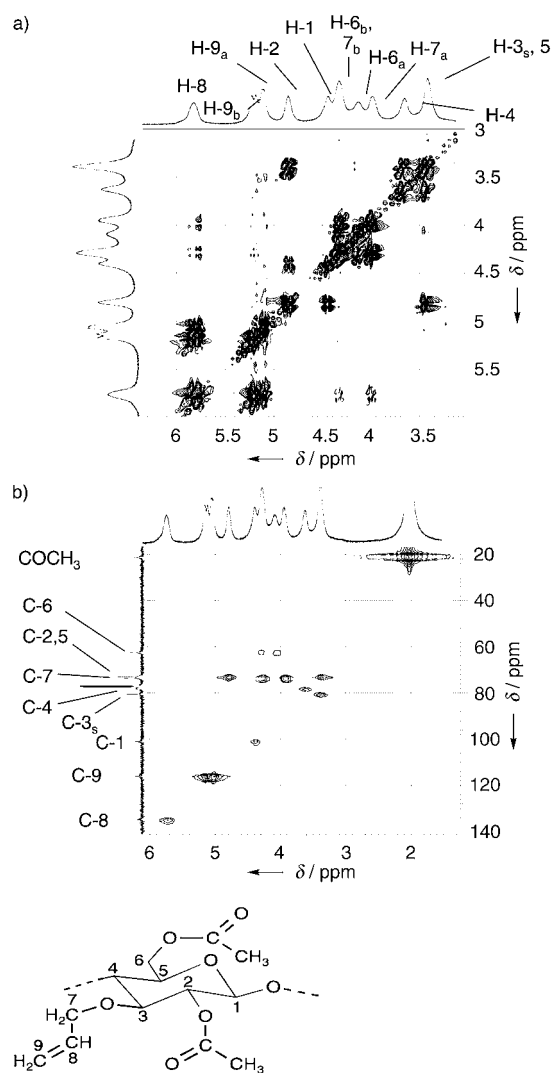 a)
H-1
H-6b, 7b
H-9a
H-2
H-6a
H-7a
H-3s, 5
H-8
H-9b
H-4
3
3.5
4
4.5
5
5.5
δ / ppm
6 5.5 5 4.5 4 3.5
δ / ppm
b)
COCH3
C-6
C-2,5
C-7
C-4
C-3s
C-1
C-9
C-8
20
40
60
80
100
120
140
δ / ppm
6 5 4 3 2
δ / ppm
O
O C
6 CH3
4 5 O
2 O
7 O
H2C 3 1
O
9 CH
H2C 8 C
O CH3